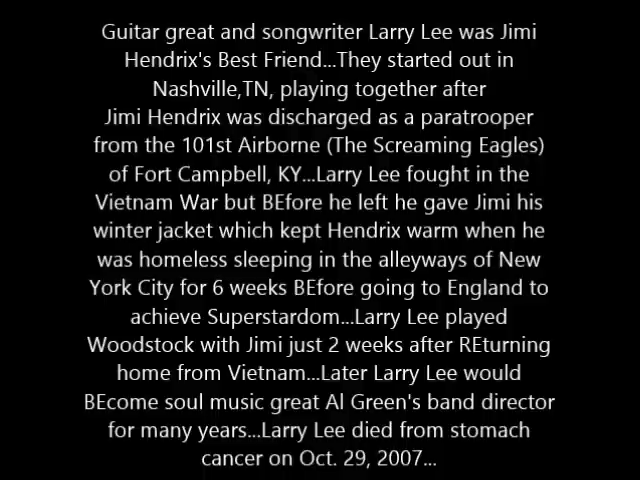 Guitar great and songwriter Larry Lee was Jimi
Hendrix's Best Friend...They started out in
Nashville,TN, playing together after
Jimi Hendrix was discharged as a paratrooper
from the 101st Airborne (The Screaming Eagles)
of Fort Campbell, KY...Larry Lee fought in the
Vietnam War but BEfore he left he gave Jimi his
winter jacket which kept Hendrix warm when he
was homeless sleeping in the alleyways of New
York City for 6 weeks BEfore going to England to
achieve Superstardom...Larry Lee played
Woodstock with Jimi just 2 weeks after REturning
home from Vietnam...Later Larry Lee would
BEcome soul music great Al Green's band director
for many years...Larry Lee died from stomach
cancer on Oct. 29, 2007...